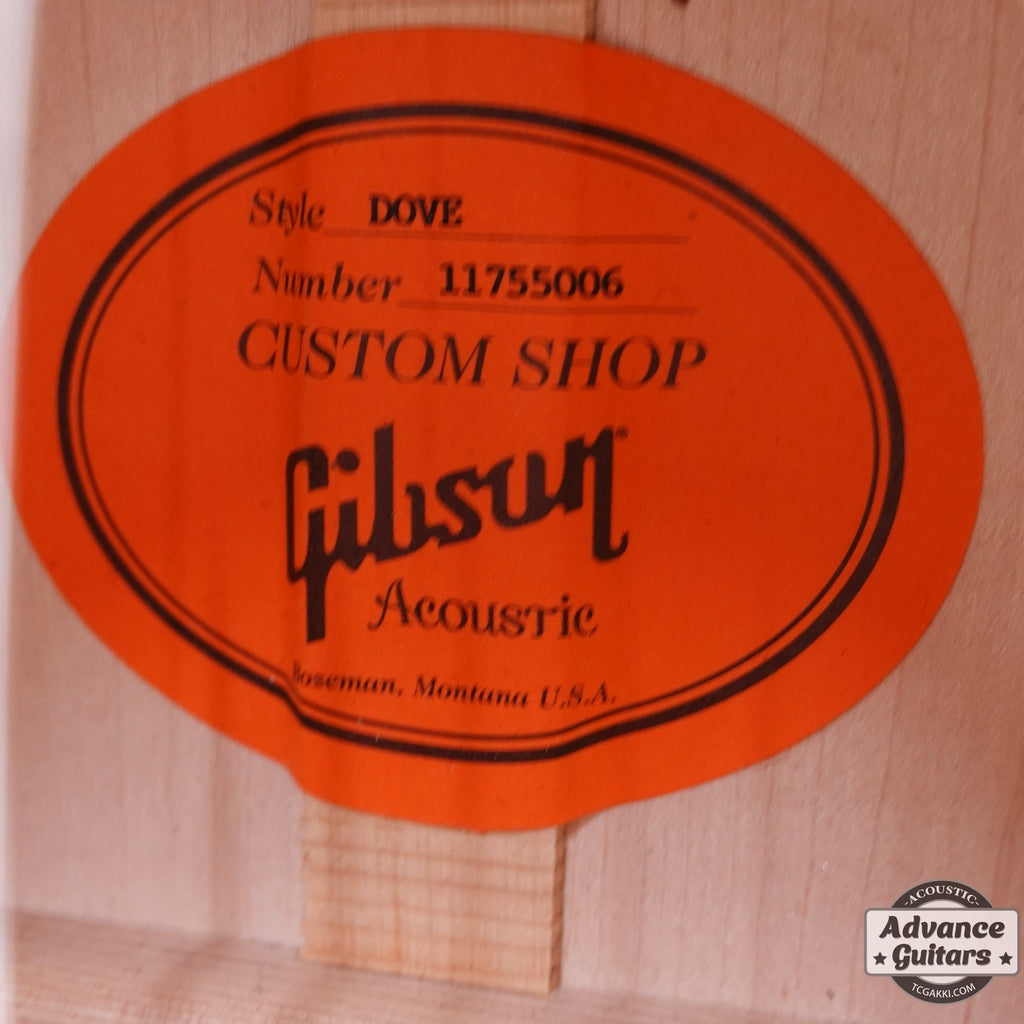 Style DOVE
Number 11755006
CUSTOM SHOP
Gibson
Acoustic
Bozeman, Montana U.S.A.
ACOUSTIC
Advance
Guitars
TCGAKKI.COM